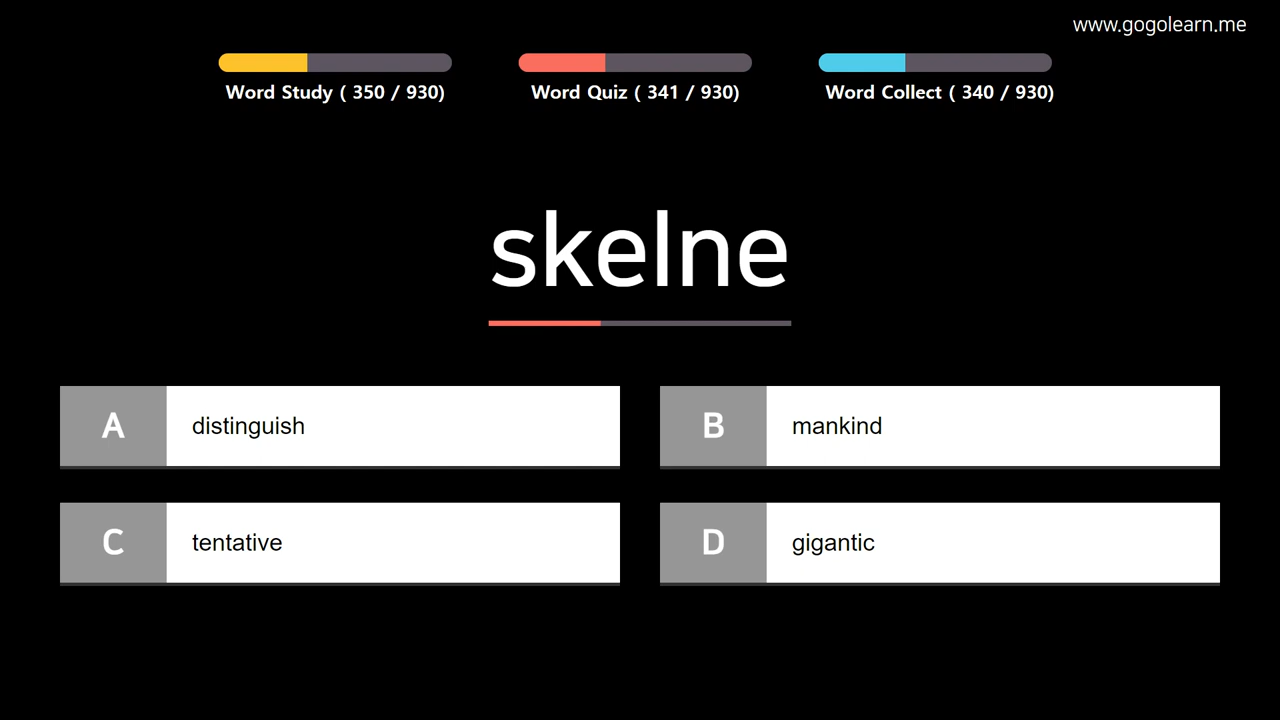 www.gogolearn.me
Word Study ( 350 / 930)
Word Quiz ( 341 / 930)
Word Collect ( 340 / 930)
skelne
A distinguish
B mankind
C tentative
D gigantic